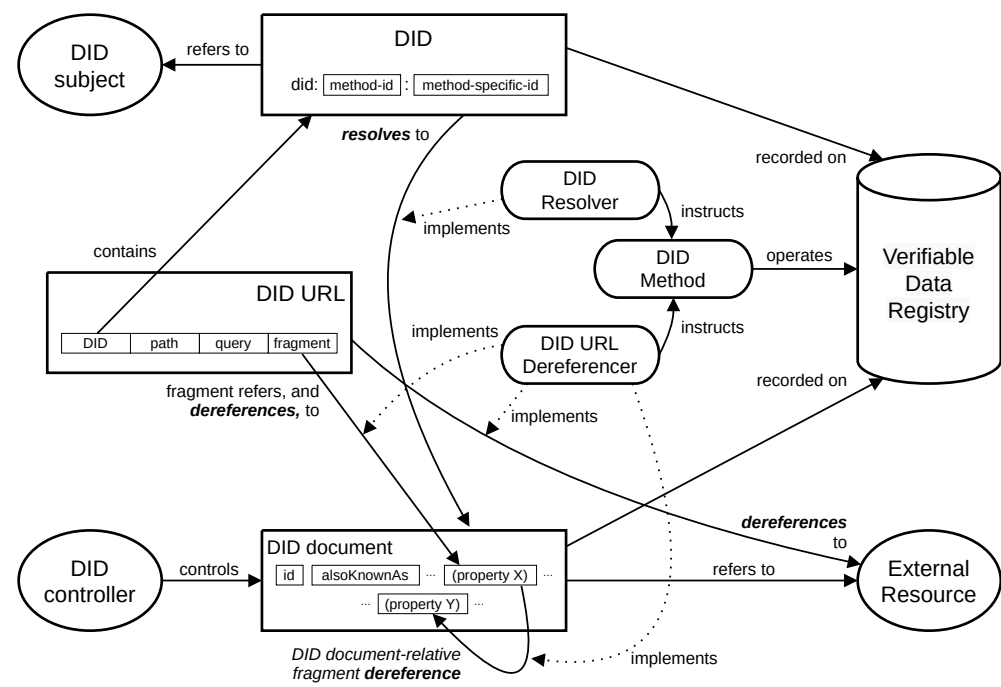 DID
subject
refers to
DID
did: method-id : method-specific-id
resolves to
recorded on
DID
Resolver
implements
instructs
contains
DID
Method
operates
Verifiable
Data
Registry
DID URL
DID path query fragment
implements
instructs
DID URL
Dereferencer
fragment refers, and
dereferences, to
implements
recorded on
dereferences
to
DID
controller
controls
DID document
id alsoKnownAs ... (property X) ...
... (property Y) ...
refers to
External
Resource
DID document-relative
fragment dereference
implements